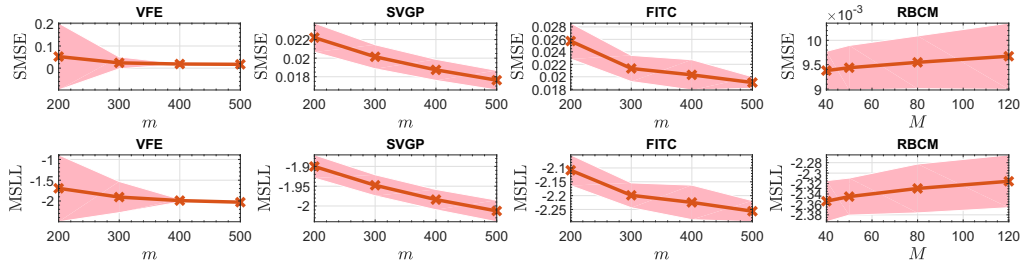 VFE
SVGP
FITC
RBCM
SMSE
0.2
0.1
0
200 300 400 500
m
SMSE
0.022
0.02
0.018
200 300 400 500
m
SMSE
0.028
0.026
0.024
0.022
0.02
0.018
200 300 400 500
m
SMSE
×10⁻³
10
9.5
9
40 60 80 100 120
M
VFE
SVGP
FITC
RBCM
MSLL
-1
-1.5
-2
200 300 400 500
m
MSLL
-1.9
-1.95
-2
200 300 400 500
m
MSLL
-2.1
-2.15
-2.2
-2.25
200 300 400 500
m
MSLL
-2.28
-2.3
-2.32
-2.34
-2.36
-2.38
40 60 80 100 120
M